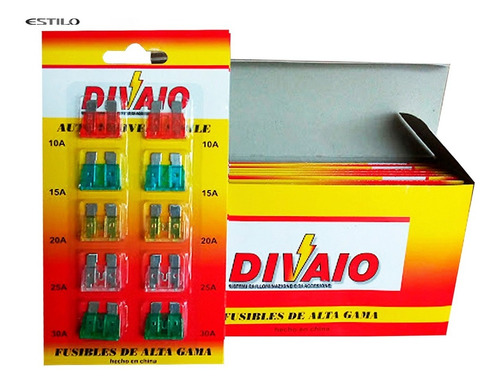 ESTILO
DIVAIO
10A
10A
15A
15A
20A
20A
25A
25A
30A
30A
FUSIBLES DE ALTA GAMA
hecho en china
DIVAIO
FUSIBLES DE ALTA GAMA
hecho en china